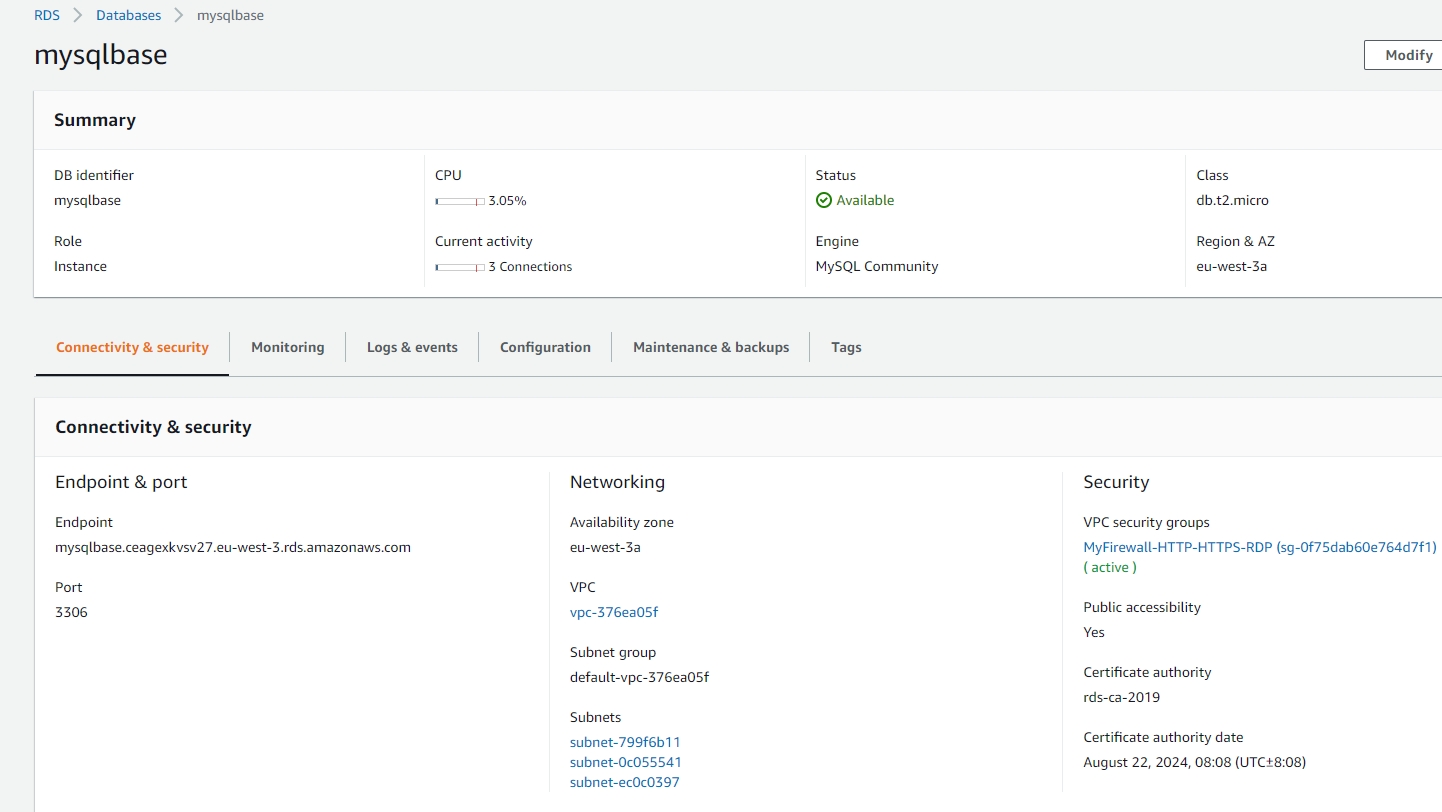 RDS > Databases > mysqlbase
mysqlbase
Modify
Summary
DB identifier
mysqlbase
CPU
3.05%
Status
Available
Class
db.t2.micro
Role
Instance
Current activity
3 Connections
Engine
MySQL Community
Region & AZ
eu-west-3a
Connectivity & security
Monitoring
Logs & events
Configuration
Maintenance & backups
Tags
Connectivity & security
Endpoint & port
Endpoint
mysqlbase.ceagexkvsv27.eu-west-3.rds.amazonaws.com
Port
3306
Networking
Availability zone
eu-west-3a
VPC
vpc-376ea05f
Subnet group
default-vpc-376ea05f
Subnets
subnet-799f6b11
subnet-0c055541
subnet-ec0c0397
Security
VPC security groups
MyFirewall-HTTP-HTTPS-RDP (sg-0f75dab60e764d7f1)
( active )
Public accessibility
Yes
Certificate authority
rds-ca-2019
Certificate authority date
August 22, 2024, 08:08 (UTC±8:08)